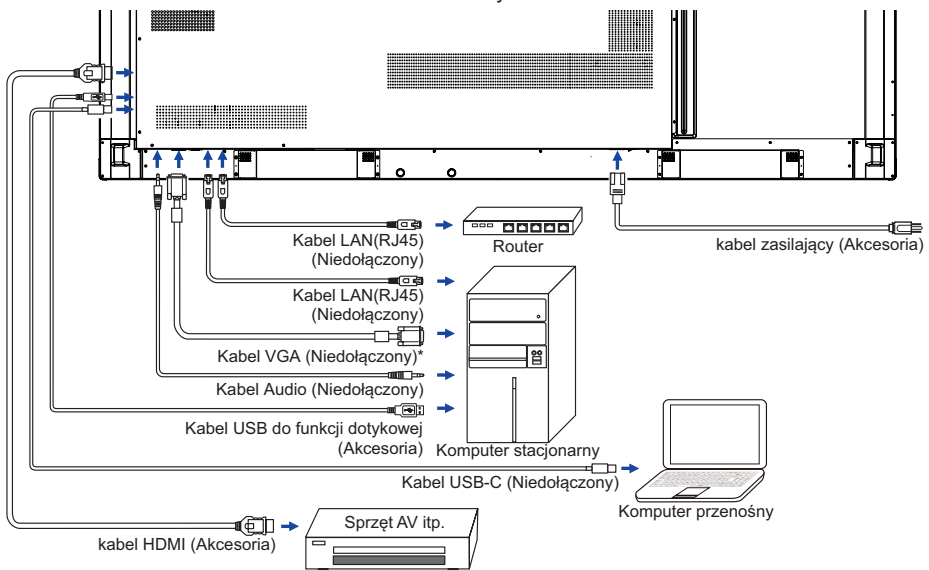 Kabel LAN(RJ45)
(Niedołączony)
Router
kabel zasilający (Akcesoria)
Kabel LAN(RJ45)
(Niedołączony)
Kabel VGA (Niedołączony)*
Kabel Audio (Niedołączony)
Kabel USB do funkcji dotykowej
(Akcesoria)
Komputer stacjonarny
Kabel USB-C (Niedołączony)
Komputer przenośny
Sprzęt AV itp.
kabel HDMI (Akcesoria)